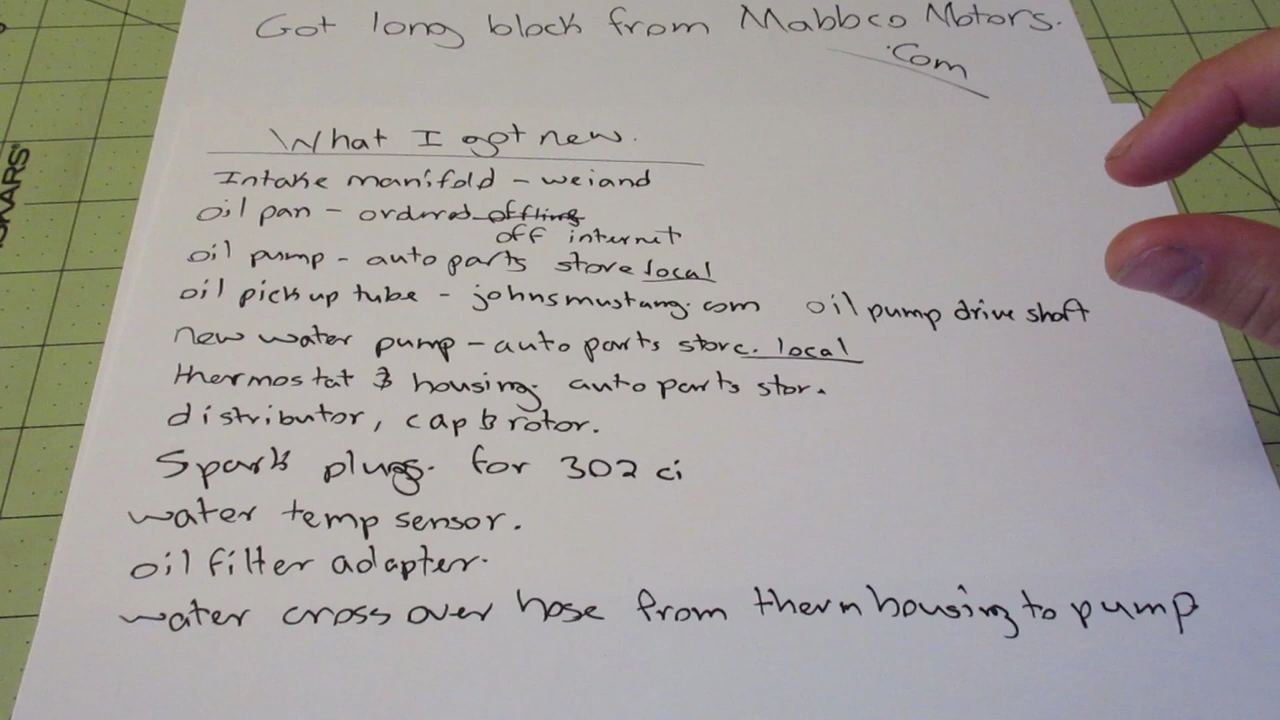 Got long block from Mabbco Motors.
.com
What I got new.
Intake manifold - weiand
oil pan - ordered offline
off internet
oil pump - auto parts store local
oil pick up tube - johnsmustang.com oil pump drive shaft
new water pump - auto parts store. local
thermostat & housing. auto parts stor.
distributor, cap & rotor.
Spark plugs. for 302 ci
water temp sensor.
oil filter adapter.
water cross over hose from therm housing to pump
SKARS